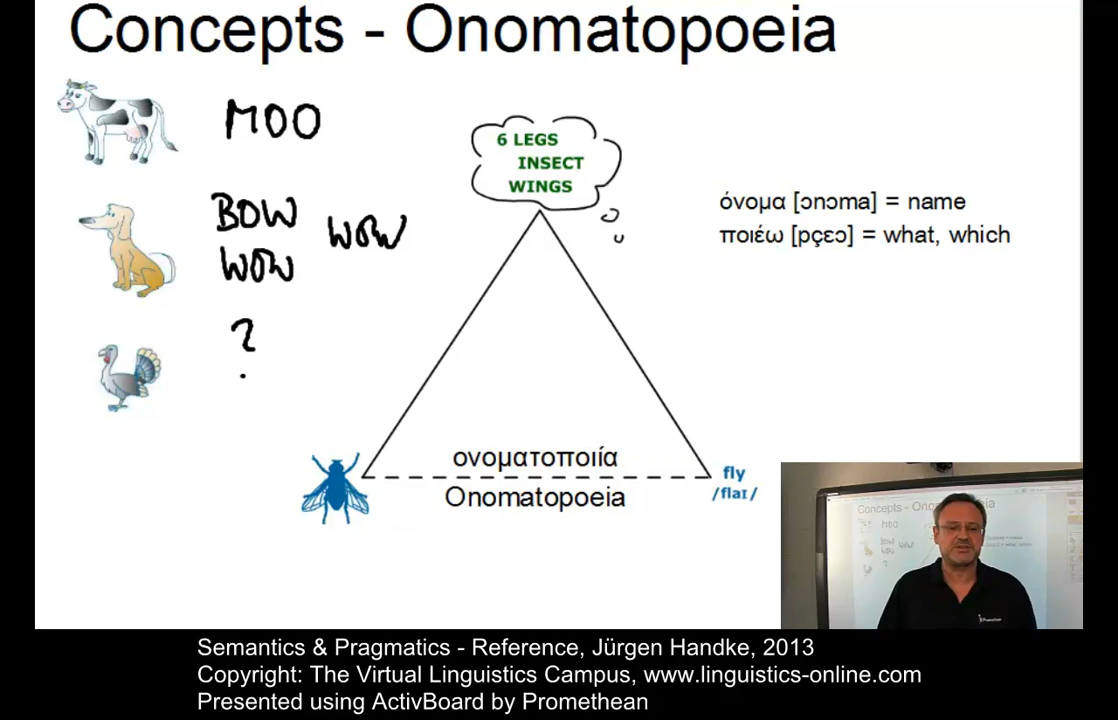 Concepts - Onomatopoeia
MOO
BOW
WOW
WOW
?
6 LEGS
INSECT
WINGS
όνομα [ɔnɔma] = name
ποιέω [pçɛɔ] = what, which
ονοματοποιία
Onomatopoeia
fly
/flaɪ/
Semantics & Pragmatics - Reference, Jürgen Handke, 2013
Copyright: The Virtual Linguistics Campus, www.linguistics-online.com
Presented using ActivBoard by Promethean